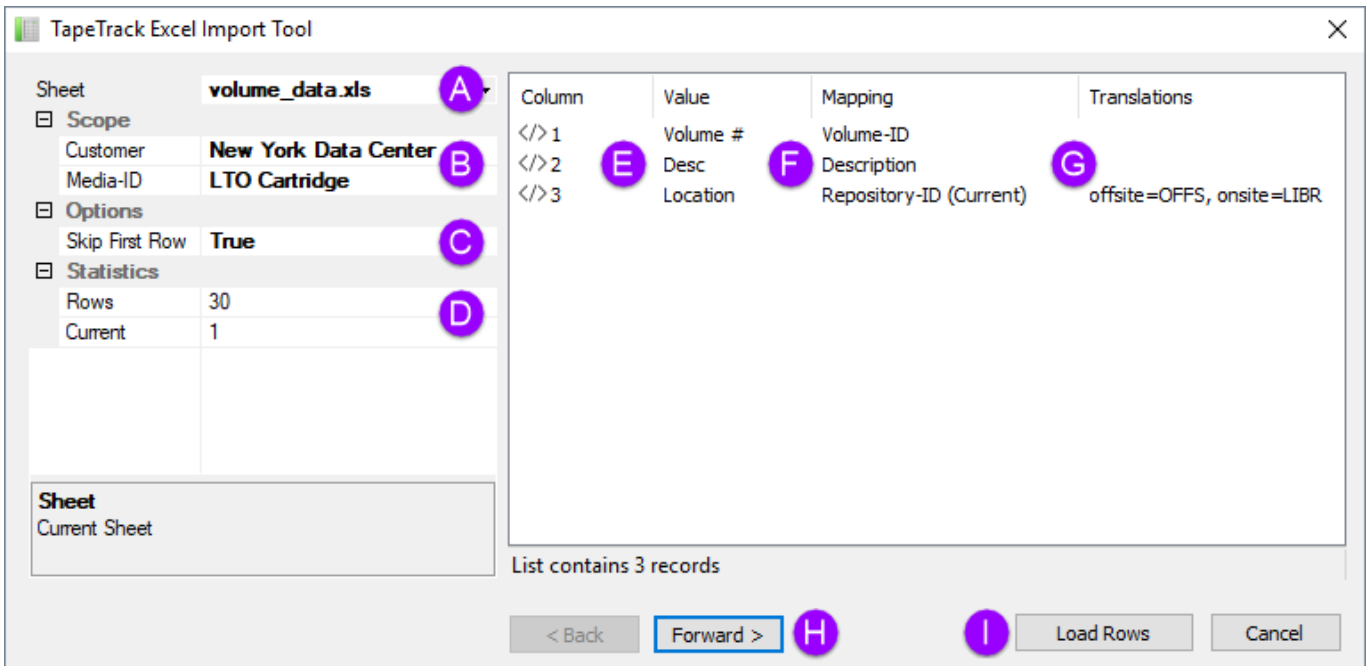 TapeTrack Excel Import Tool
Sheet volume_data.xls A
Scope
Customer New York Data Center
B
Media-ID LTO Cartridge
Options
Skip First Row True C
Statistics
Rows 30
D
Current 1
Sheet
Current Sheet
Column Value Mapping Translations
</> 1 Volume # Volume-ID
</> 2 E Desc F Description G
</> 3 Location Repository-ID (Current) offsite=OFFS, onsite=LIBR
List contains 3 records
< Back Forward > H I Load Rows Cancel